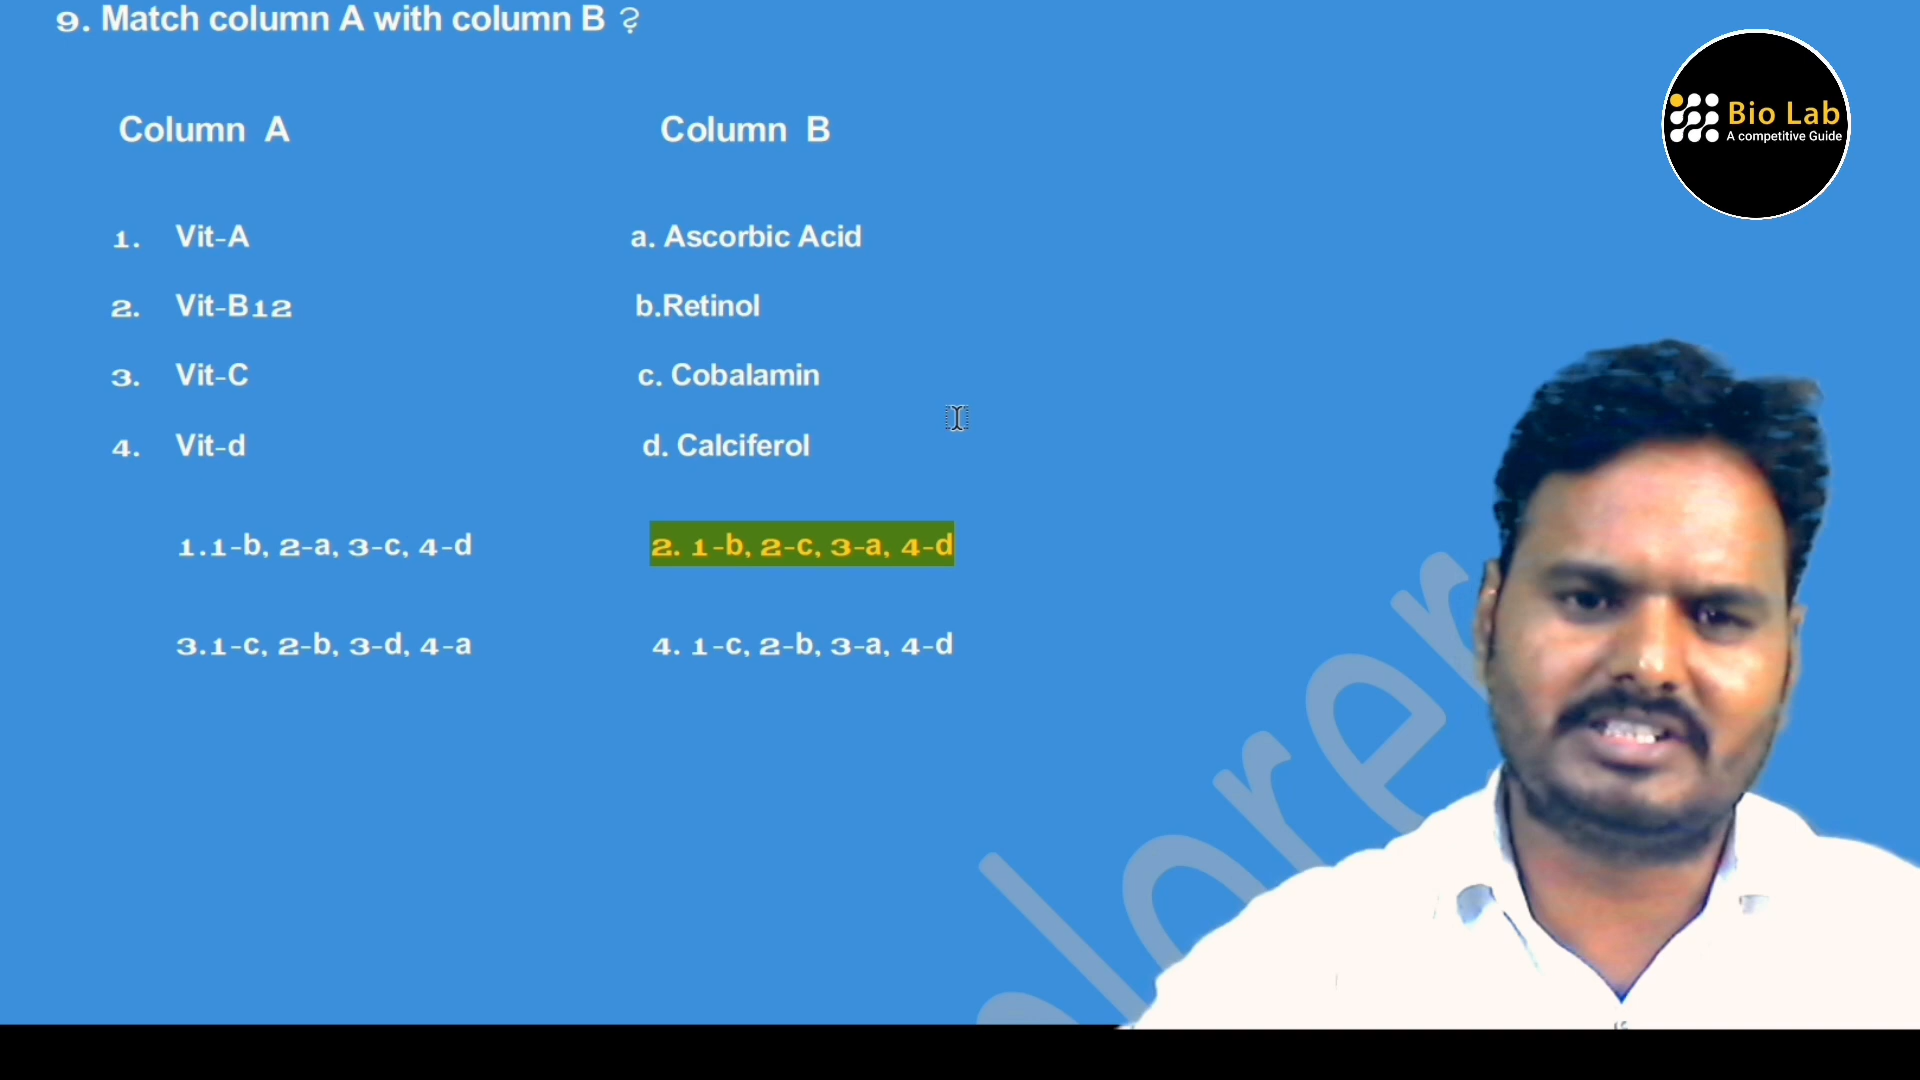 9. Match column A with column B ?
Bio Lab
A competitive Guide
Column A Column B
1. Vit-A a. Ascorbic Acid
2. Vit-B12 b.Retinol
3. Vit-C c. Cobalamin
4. Vit-d d. Calciferol
1.1-b, 2-a, 3-c, 4-d 2. 1-b, 2-c, 3-a, 4-d
3.1-c, 2-b, 3-d, 4-a 4. 1-c, 2-b, 3-a, 4-d